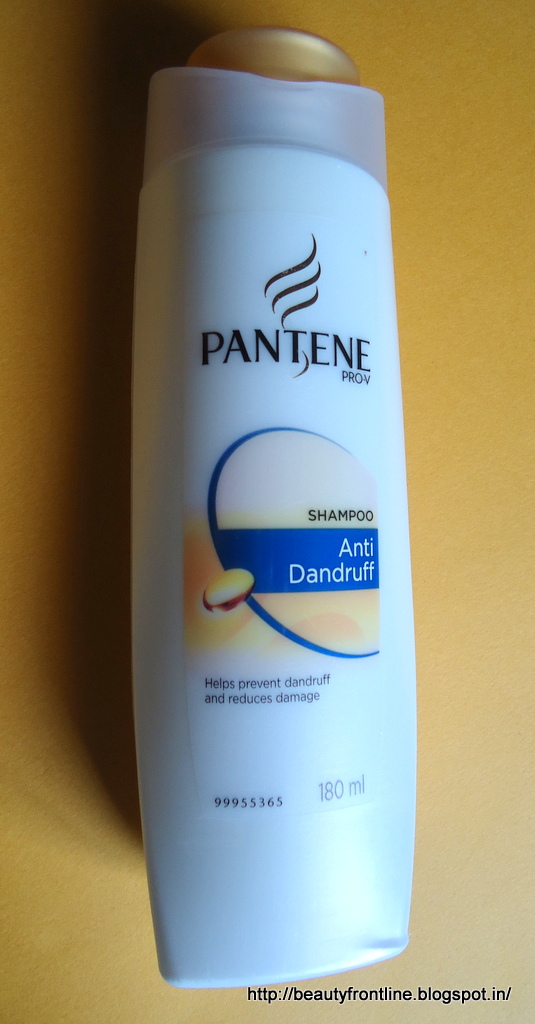 PANTENE
PRO-V
SHAMPOO
Anti
Dandruff
Helps prevent dandruff
and reduces damage
99955365
180 ml
http://beautyfrontline.blogspot.in/